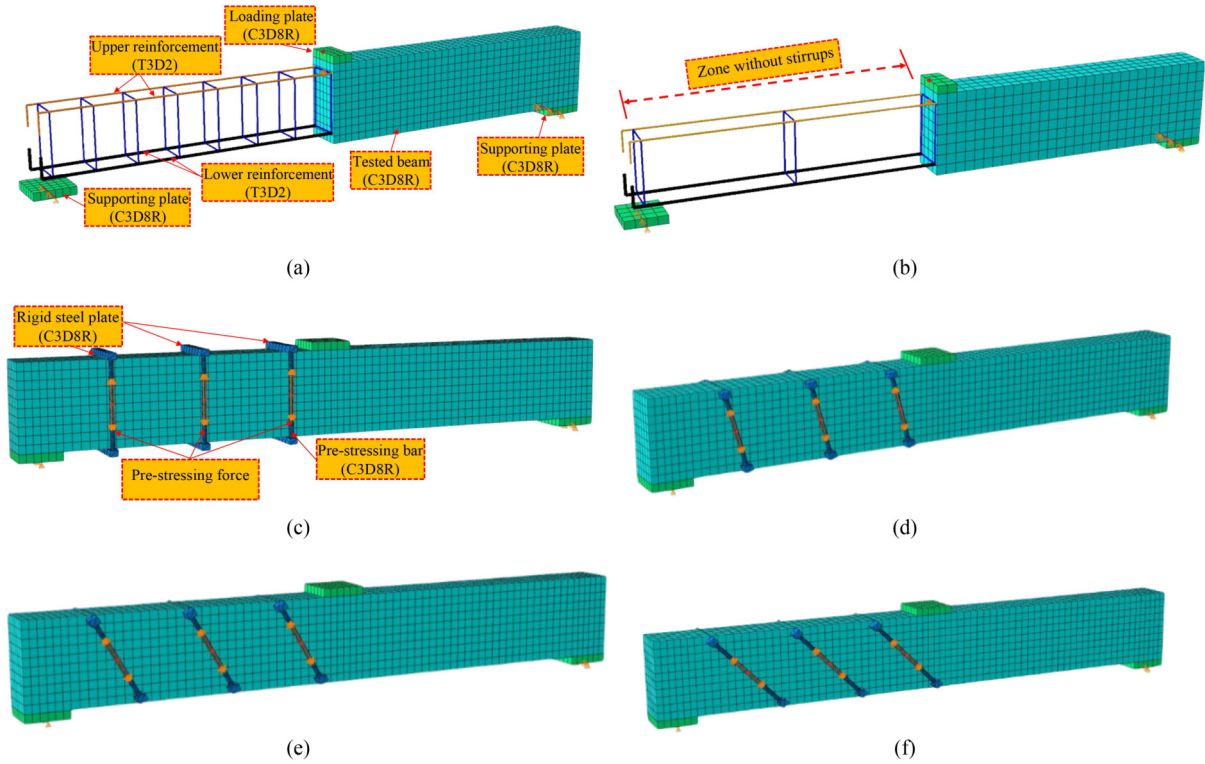 Loading plate
(C3D8R)
Upper reinforcement
(T3D2)
Supporting plate
(C3D8R)
Tested beam
(C3D8R)
Lower reinforcement
(T3D2)
Supporting plate
(C3D8R)
(a)
Zone without stirrups
(b)
Rigid steel plate
(C3D8R)
Pre-stressing force
Pre-stressing bar
(C3D8R)
(c)
(d)
(e)
(f)